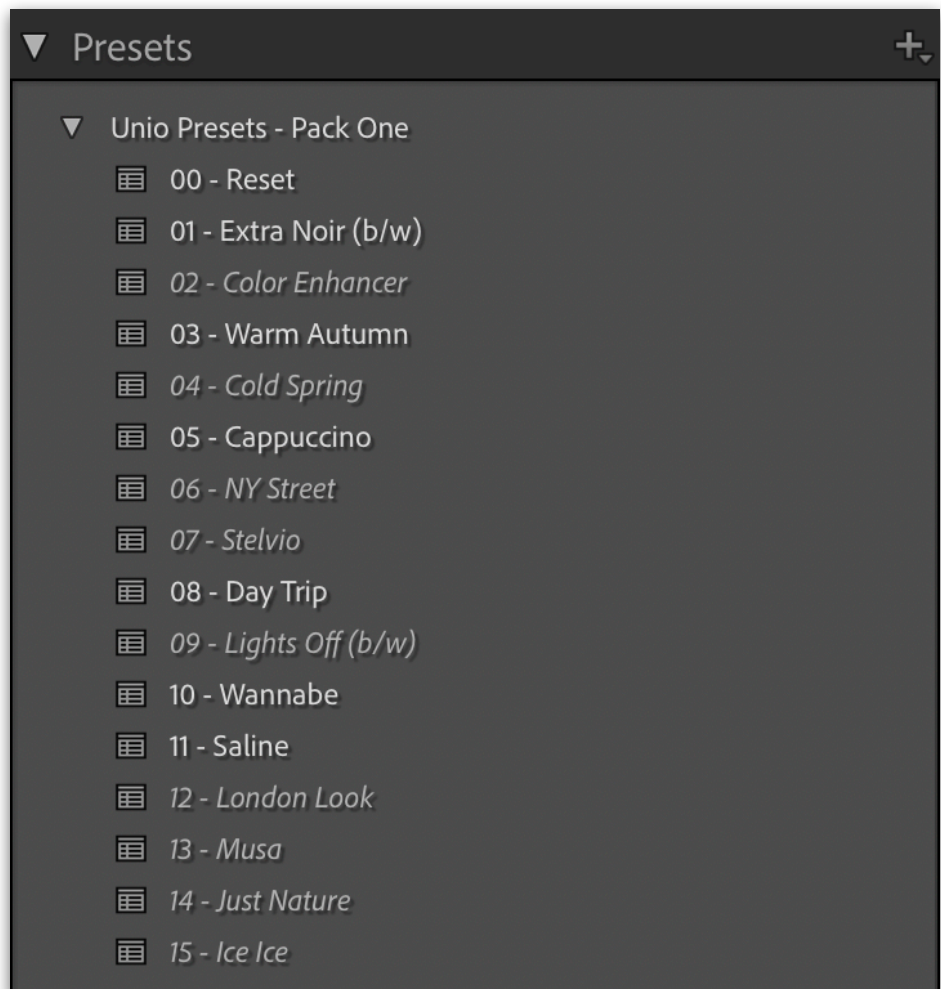 Presets
Unio Presets - Pack One
00 - Reset
01 - Extra Noir (b/w)
02 - Color Enhancer
03 - Warm Autumn
04 - Cold Spring
05 - Cappuccino
06 - NY Street
07 - Stelvio
08 - Day Trip
09 - Lights Off (b/w)
10 - Wannabe
11 - Saline
12 - London Look
13 - Musa
14 - Just Nature
15 - Ice Ice